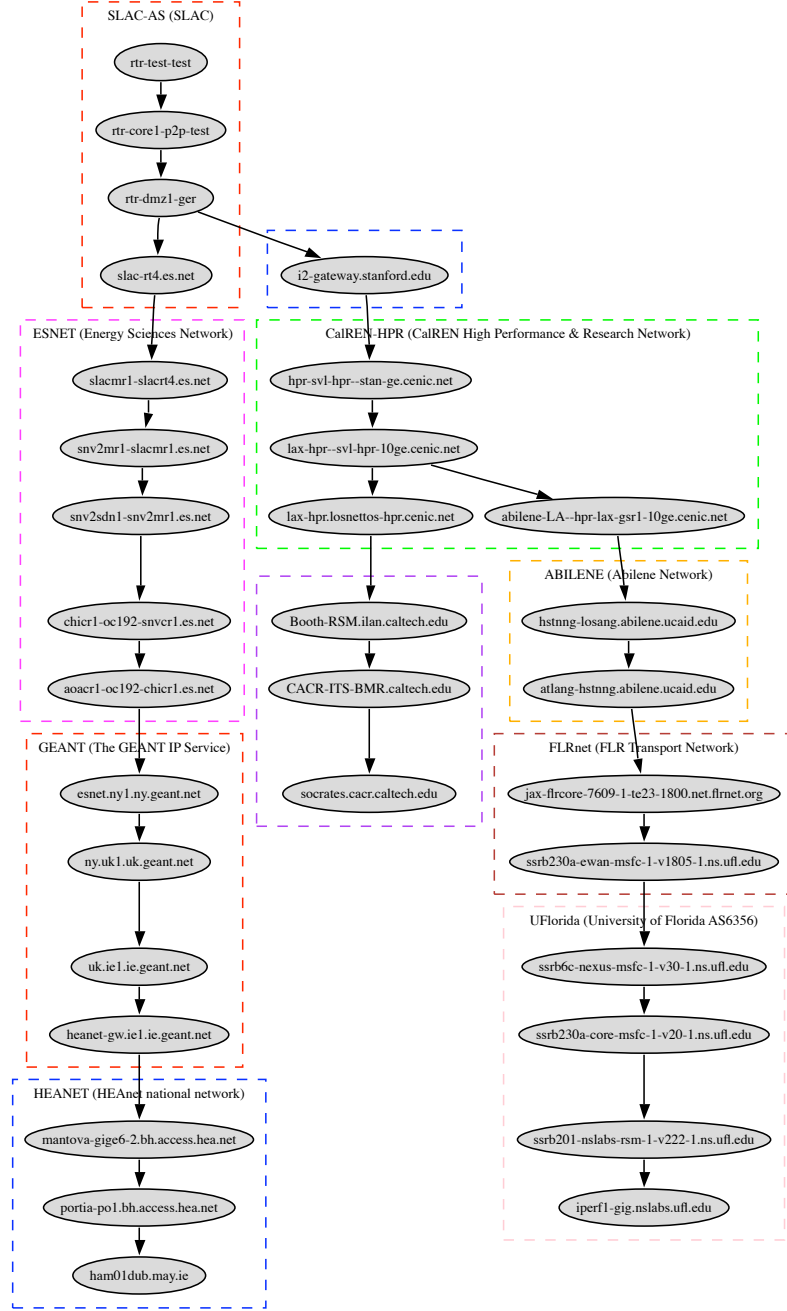 SLAC-AS (SLAC)
rtr-test-test
rtr-core1-p2p-test
rtr-dmz1-ger
slac-rt4.es.net
i2-gateway.stanford.edu
ESNET (Energy Sciences Network)
CalREN-HPR (CalREN High Performance & Research Network)
slacmr1-slacrt4.es.net
hpr-svl-hpr--stan-ge.cenic.net
snv2mr1-slacmr1.es.net
lax-hpr--svl-hpr-10ge.cenic.net
snv2sdn1-snv2mr1.es.net
lax-hpr.losnettos-hpr.cenic.net
abilene-LA--hpr-lax-gsr1-10ge.cenic.net
ABILENE (Abilene Network)
chicr1-oc192-snvcr1.es.net
Booth-RSM.ilan.caltech.edu
hstnng-losang.abilene.ucaid.edu
aoacr1-oc192-chicr1.es.net
CACR-ITS-BMR.caltech.edu
atlang-hstnng.abilene.ucaid.edu
GEANT (The GEANT IP Service)
FLRnet (FLR Transport Network)
esnet.ny1.ny.geant.net
socrates.cacr.caltech.edu
jax-flrcore-7609-1-te23-1800.net.flrnet.org
ny.uk1.uk.geant.net
ssrb230a-ewan-msfc-1-v1805-1.ns.ufl.edu
UFlorida (University of Florida AS6356)
uk.ie1.ie.geant.net
ssrb6c-nexus-msfc-1-v30-1.ns.ufl.edu
heanet-gw.ie1.ie.geant.net
ssrb230a-core-msfc-1-v20-1.ns.ufl.edu
HEANET (HEAnet national network)
mantova-gige6-2.bh.access.hea.net
ssrb201-nslabs-rsm-1-v222-1.ns.ufl.edu
portia-po1.bh.access.hea.net
iperf1-gig.nslabs.ufl.edu
ham01dub.may.ie